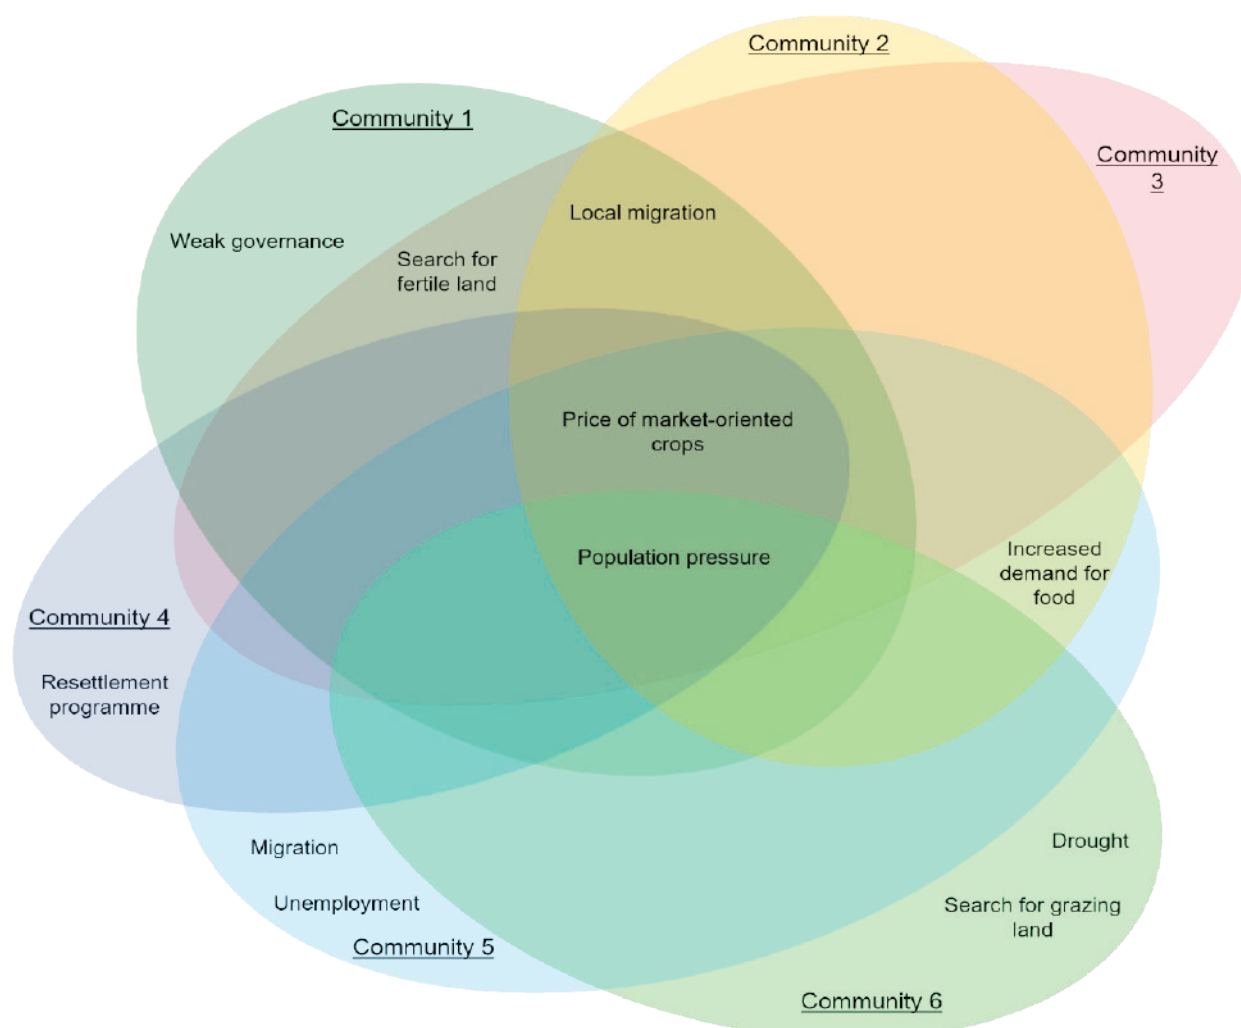 Community 2
Community 1
Community
3
Local migration
Weak governance
Search for
fertile land
Price of market-oriented
crops
Population pressure
Increased
demand for
food
Community 4
Resettlement
programme
Migration
Drought
Unemployment
Search for grazing
land
Community 5
Community 6